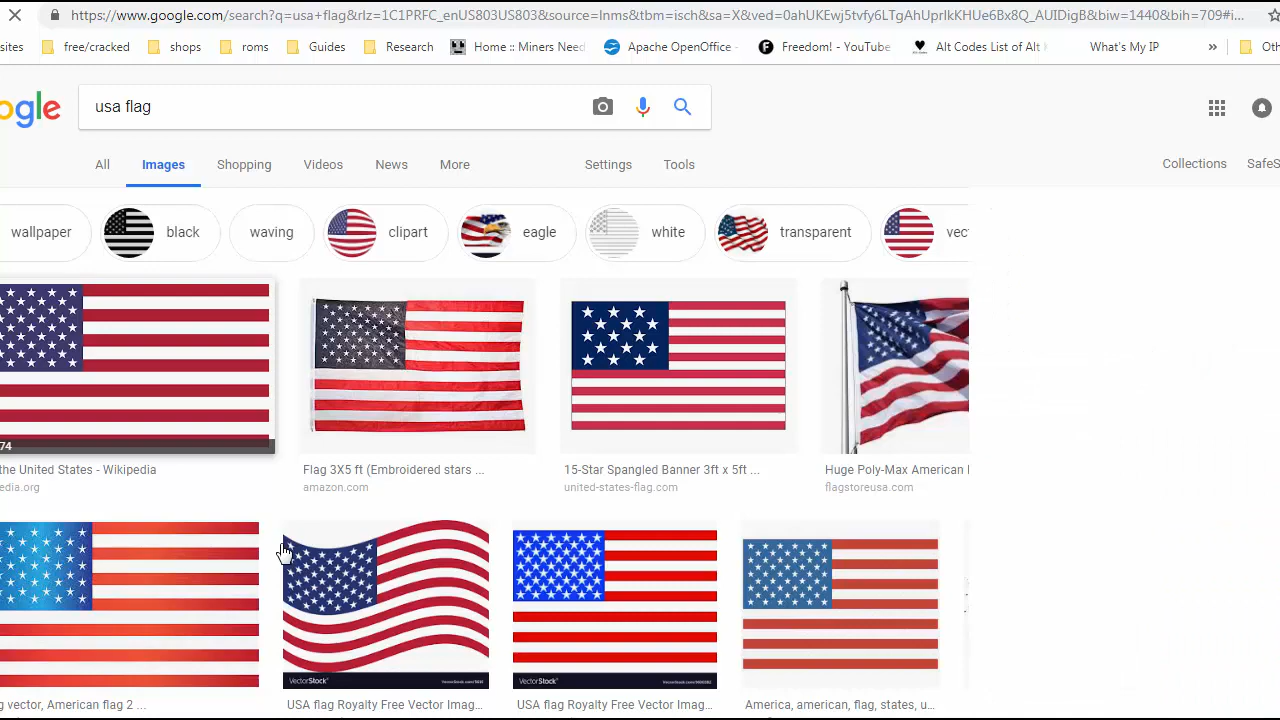 https://www.google.com/search?q=usa+flag&rlz=1C1PRFC_enUS803US803&source=lnms&tbm=isch&sa=X&ved=0ahUKEwj5tvfy6LTgAhUprIkKHUe6Bx8Q_AUIDigB&biw=1440&bih=709#i...
sites free/cracked shops roms Guides Research Home :: Miners Need Apache OpenOffice - Freedom! - YouTube Alt Codes List of Alt What's My IP » Oth
ogle usa flag
All Images Shopping Videos News More Settings Tools Collections SafeS
wallpaper black waving clipart eagle white transparent vec
74
the United States - Wikipedia Flag 3X5 ft (Embroidered stars ... 15-Star Spangled Banner 3ft x 5ft ... Huge Poly-Max American
edia.org amazon.com united-states-flag.com flagstoreusa.com
VectorStock VectorStock
g vector, American flag 2 ... USA flag Royalty Free Vector Imag... USA flag Royalty Free Vector Imag... America, american, flag, states, u...